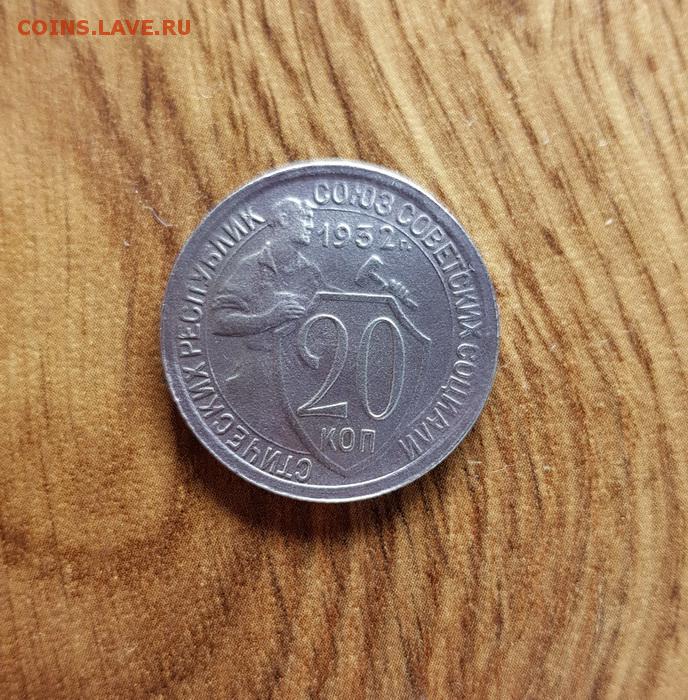 COINS.LAVE.RU
СОЮЗ СОВЕТСКИХ СОЦИАЛИ
СТИЧЕСКИХ РЕСПУБЛИК
1932г.
20
КОП